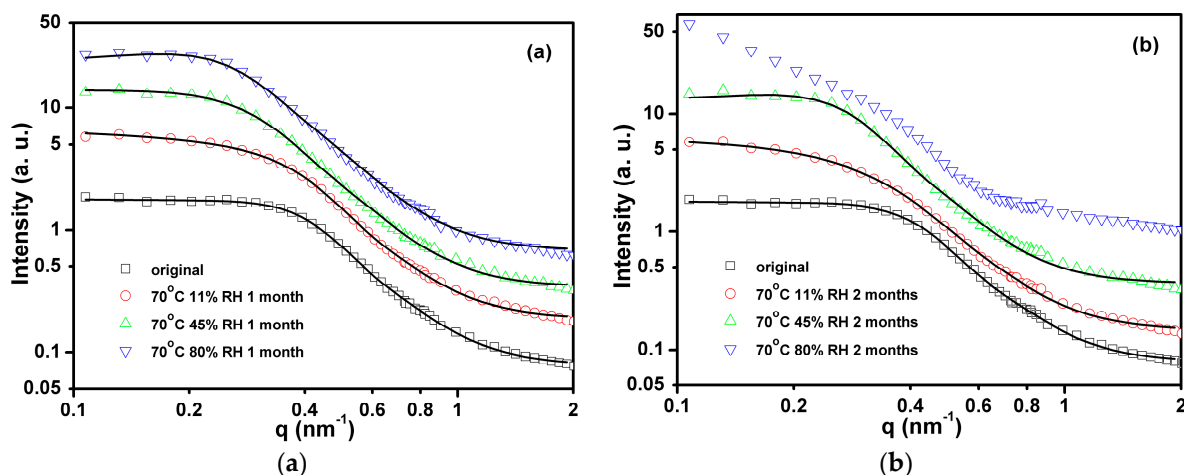 50
10
5
1
0.5
0.1
0.05
Intensity (a. u.)
(a)
original
70°C 11% RH 1 month
70°C 45% RH 1 month
70°C 80% RH 1 month
0.1 0.2 0.4 0.6 0.8 1 2
q (nm⁻¹)
(a)
50
10
5
1
0.5
0.1
0.05
Intensity (a. u.)
(b)
original
70°C 11% RH 2 months
70°C 45% RH 2 months
70°C 80% RH 2 months
0.1 0.2 0.4 0.6 0.8 1 2
q (nm⁻¹)
(b)